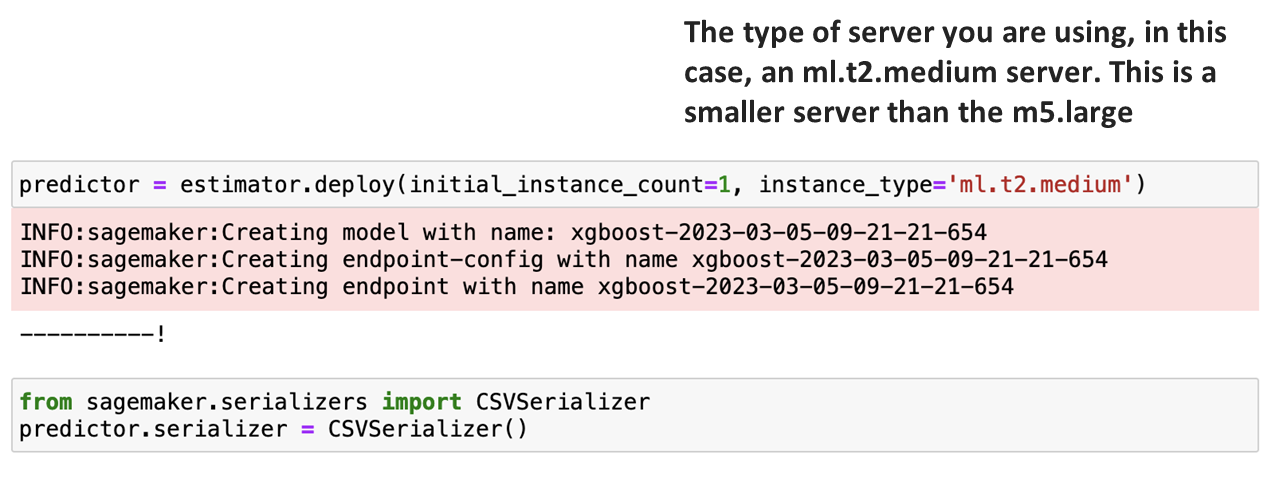 The type of server you are using, in this
case, an ml.t2.medium server. This is a
smaller server than the m5.large
predictor = estimator.deploy(initial_instance_count=1, instance_type='ml.t2.medium')
INFO:sagemaker:Creating model with name: xgboost-2023-03-05-09-21-21-654
INFO:sagemaker:Creating endpoint-config with name xgboost-2023-03-05-09-21-21-654
INFO:sagemaker:Creating endpoint with name xgboost-2023-03-05-09-21-21-654
----------!
from sagemaker.serializers import CSVSerializer
predictor.serializer = CSVSerializer()